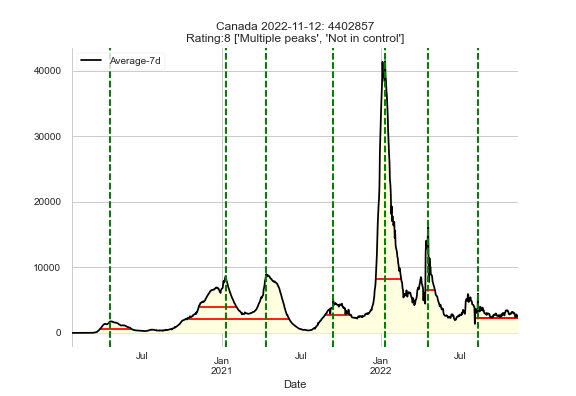 Canada 2022-11-12: 4402857
Rating:8 ['Multiple peaks', 'Not in control']
Average-7d
40000
30000
20000
10000
0
Jul
Jan
2021
Jul
Jan
2022
Jul
Date